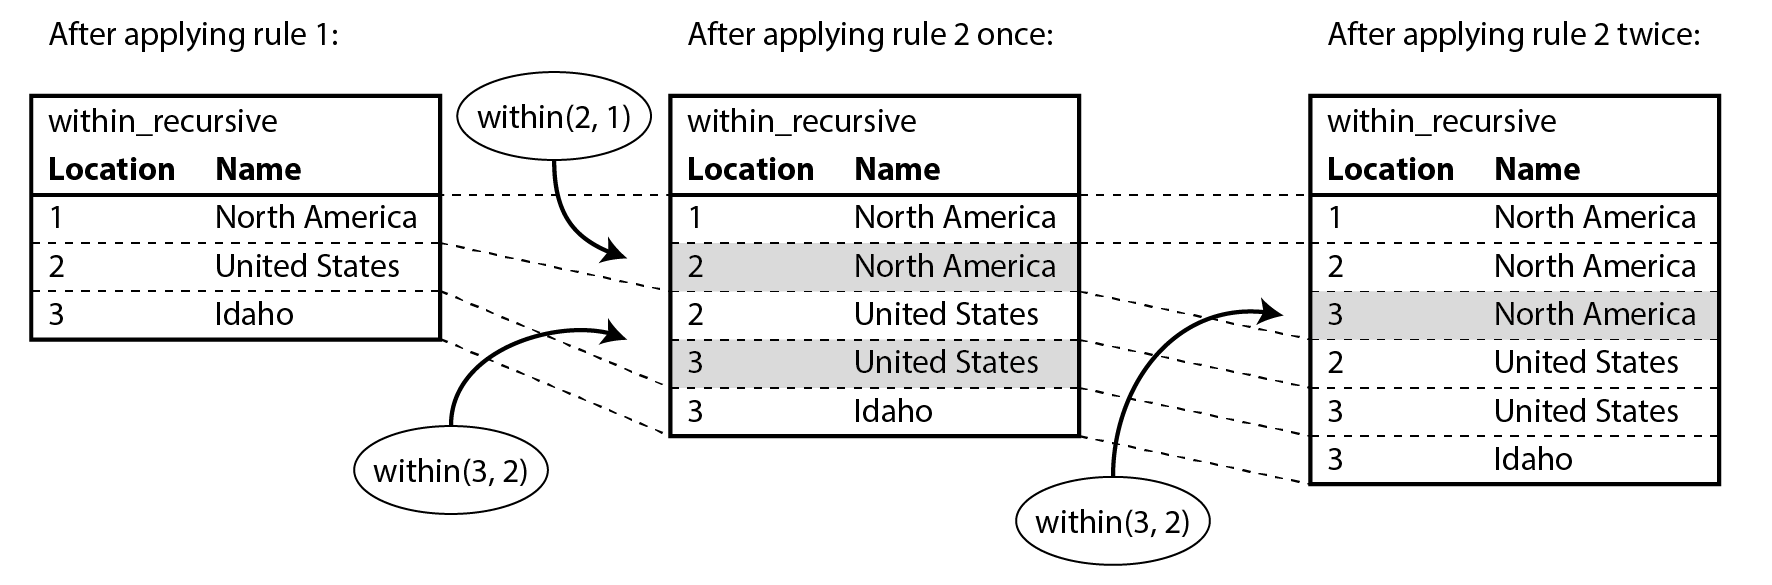 After applying rule 1:
within_recursive
Location Name
1 North America
2 United States
3 Idaho
within(2, 1)
within(3, 2)
After applying rule 2 once:
within_recursive
Location Name
1 North America
2 North America
2 United States
3 United States
3 Idaho
within(3, 2)
After applying rule 2 twice:
within_recursive
Location Name
1 North America
2 North America
3 North America
2 United States
3 United States
3 Idaho